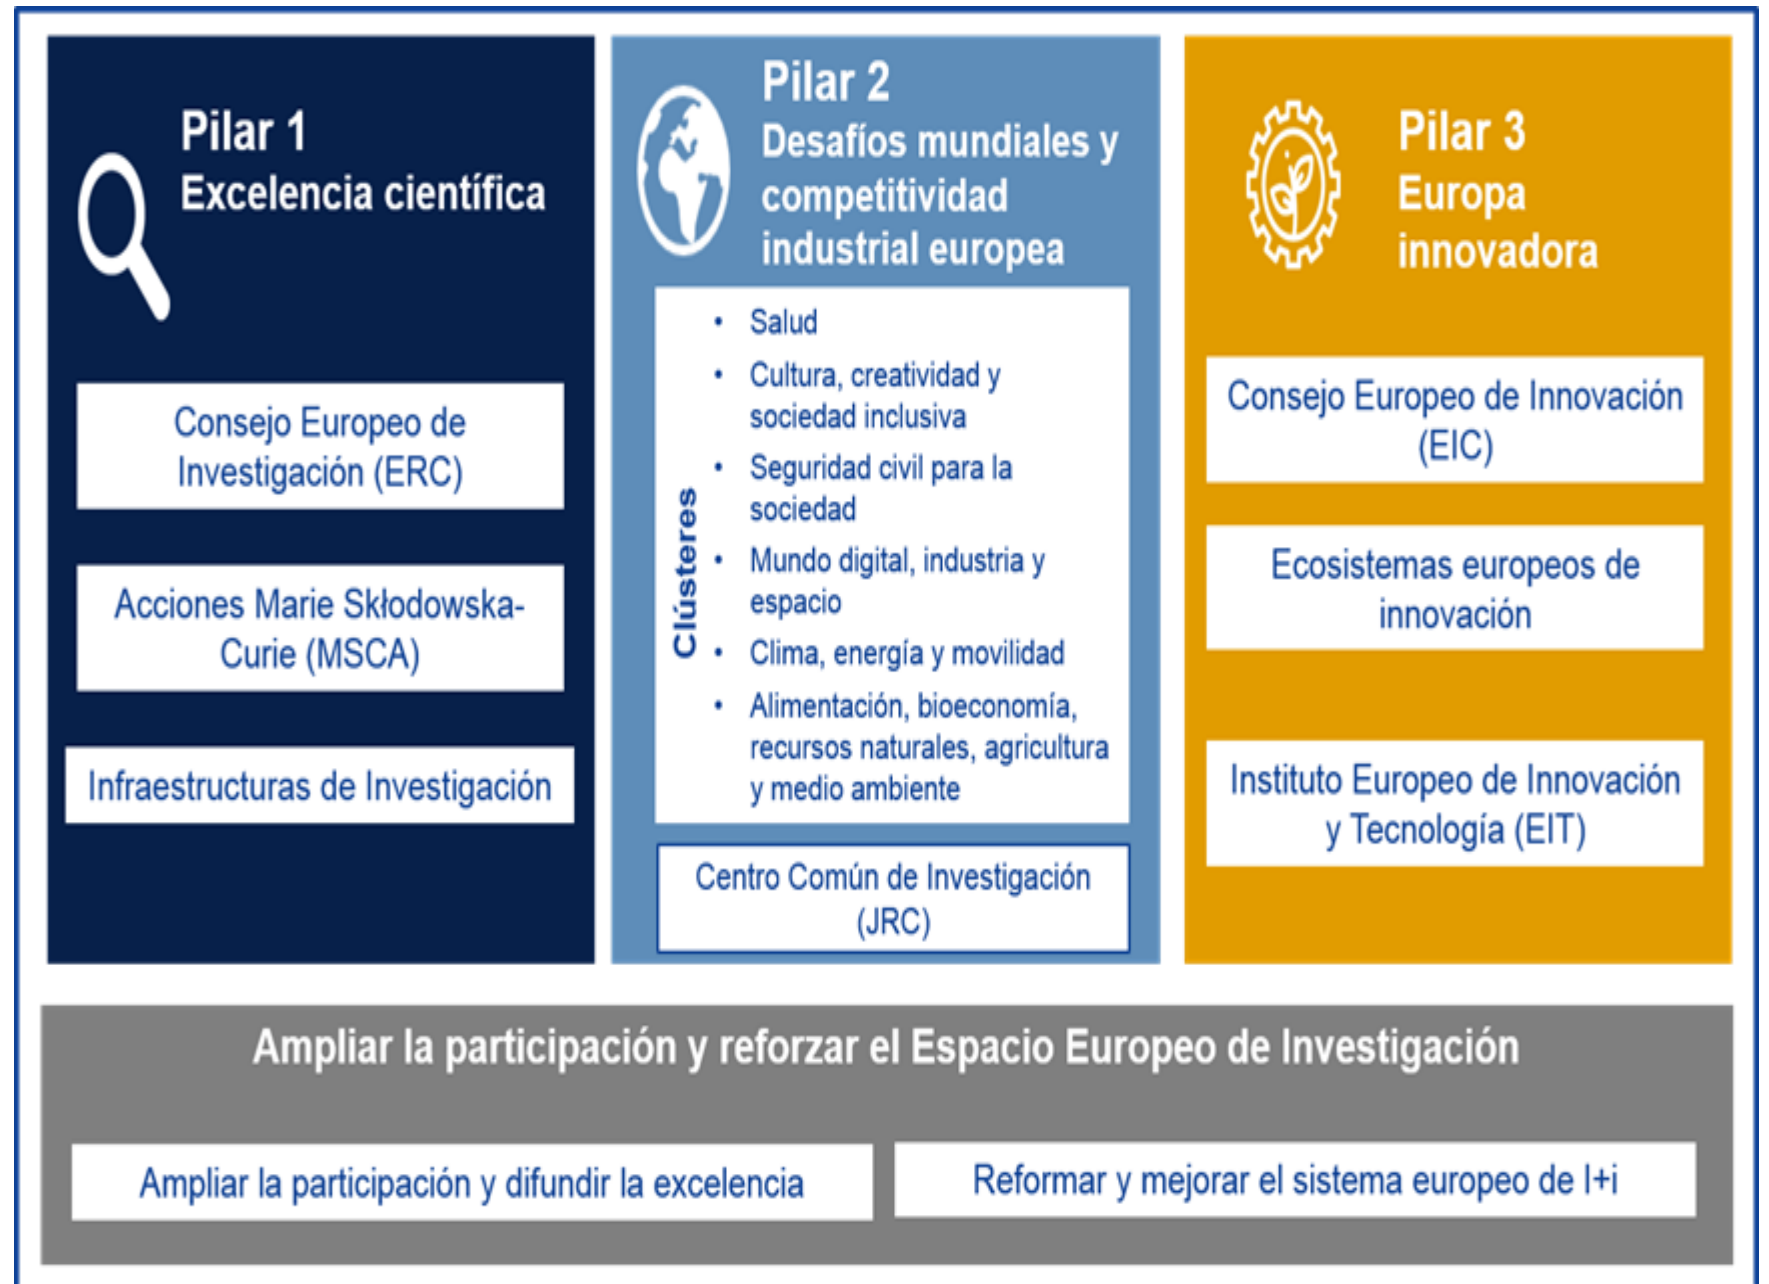 Pilar 1
Excelencia científica
Consejo Europeo de
Investigación (ERC)
Acciones Marie Skłodowska-
Curie (MSCA)
Infraestructuras de Investigación
Pilar 2
Desafíos mundiales y
competitividad
industrial europea
Clústeres
• Salud
• Cultura, creatividad y
sociedad inclusiva
• Seguridad civil para la
sociedad
• Mundo digital, industria y
espacio
• Clima, energía y movilidad
• Alimentación, bioeconomía,
recursos naturales, agricultura
y medio ambiente
Centro Común de Investigación
(JRC)
Pilar 3
Europa
innovadora
Consejo Europeo de Innovación
(EIC)
Ecosistemas europeos de
innovación
Instituto Europeo de Innovación
y Tecnología (EIT)
Ampliar la participación y reforzar el Espacio Europeo de Investigación
Ampliar la participación y difundir la excelencia
Reformar y mejorar el sistema europeo de I+i